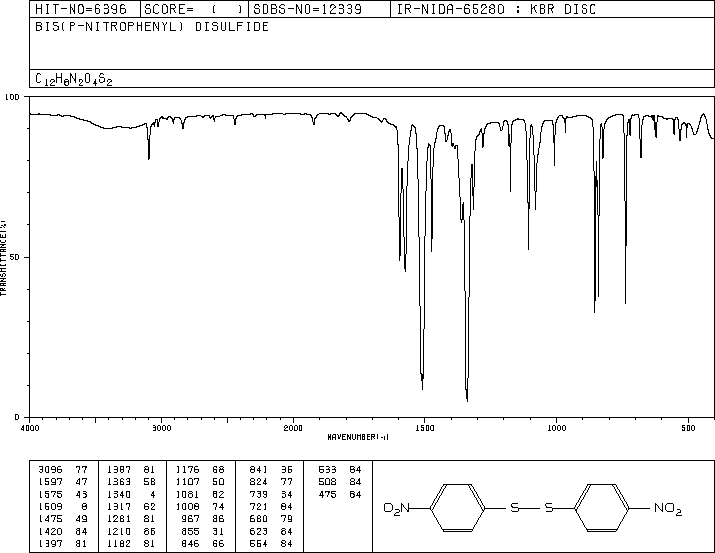 HIT-NO=6396 SCORE= ( ) SDBS-NO=12339 IR-NIDA-65280 : KBR DISC
BIS(P-NITROPHENYL) DISULFIDE
C12H8N2O4S2
100
50
0
TRANSMITTANCE(%)
4000 3000 2000 1500 1000 500
WAVENUMBER(-1)
3096 77 1387 81 1176 68 841 36 533 84
1597 47 1363 58 1107 50 824 77 508 84
1575 43 1340 4 1081 62 739 34 475 84
1509 8 1317 62 1008 74 721 84
1475 49 1281 81 967 86 680 79
1420 84 1210 86 855 31 623 84
1397 81 1182 81 846 66 554 84
O2N S S NO2